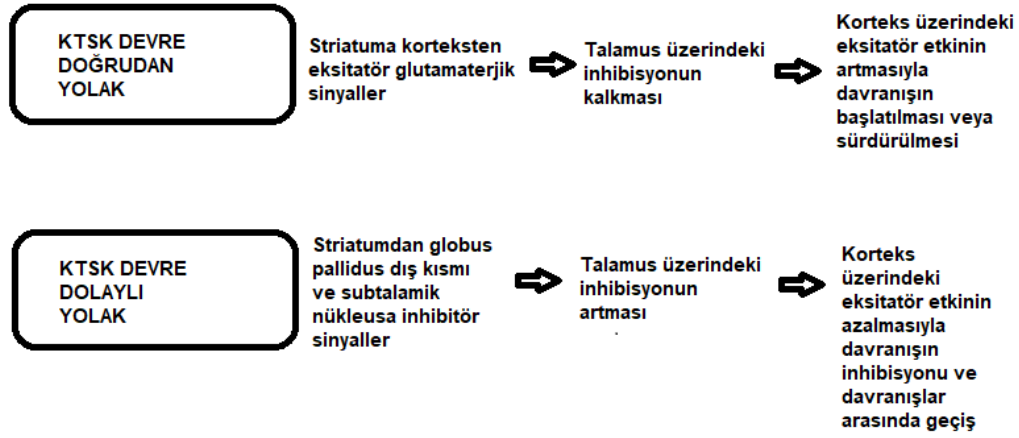 KTSK DEVRE
DOĞRUDAN
YOLAK
Striatuma korteksten
eksitatör glutamaterjik
sinyaller
Talamus üzerindeki
inhibisyonun
kalkması
Korteks üzerindeki
eksitatör etkinin
artmasıyla
davranışın
başlatılması veya
sürdürülmesi
KTSK DEVRE
DOLAYLI
YOLAK
Striatumdan globus
pallidus dış kısmı
ve subtalamik
nükleusa inhibitör
sinyaller
Talamus üzerindeki
inhibisyonun
artması
Korteks
üzerindeki
eksitatör etkinin
azalmasıyla
davranışın
inhibisyonu ve
davranışlar
arasında geçiş